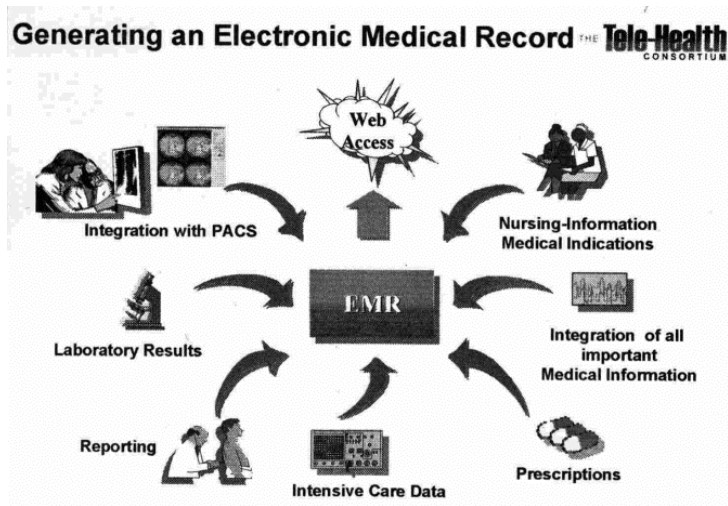 Generating an Electronic Medical Record
THE Tele-Health
CONSORTIUM
Web
Access
Integration with PACS
Nursing-Information
Medical Indications
EMR
Laboratory Results
Integration of all
important
Medical Information
Reporting
Intensive Care Data
Prescriptions